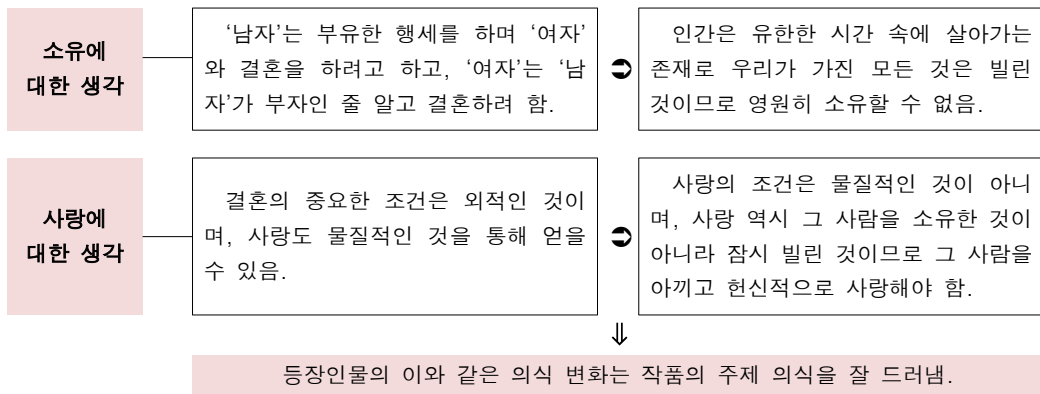 소유에
대한 생각
‘남자’는 부유한 행세를 하며 ‘여자’
와 결혼을 하려고 하고, ‘여자’는 ‘남
자’가 부자인 줄 알고 결혼하려 함.
➲
인간은 유한한 시간 속에 살아가는
존재로 우리가 가진 모든 것은 빌린
것이므로 영원히 소유할 수 없음.
사랑에
대한 생각
결혼의 중요한 조건은 외적인 것이
며, 사랑도 물질적인 것을 통해 얻을
수 있음.
➲
사랑의 조건은 물질적인 것이 아니
며, 사랑 역시 그 사람을 소유한 것이
아니라 잠시 빌린 것이므로 그 사람을
아끼고 헌신적으로 사랑해야 함.
⇓
등장인물의 이와 같은 의식 변화는 작품의 주제 의식을 잘 드러냄.